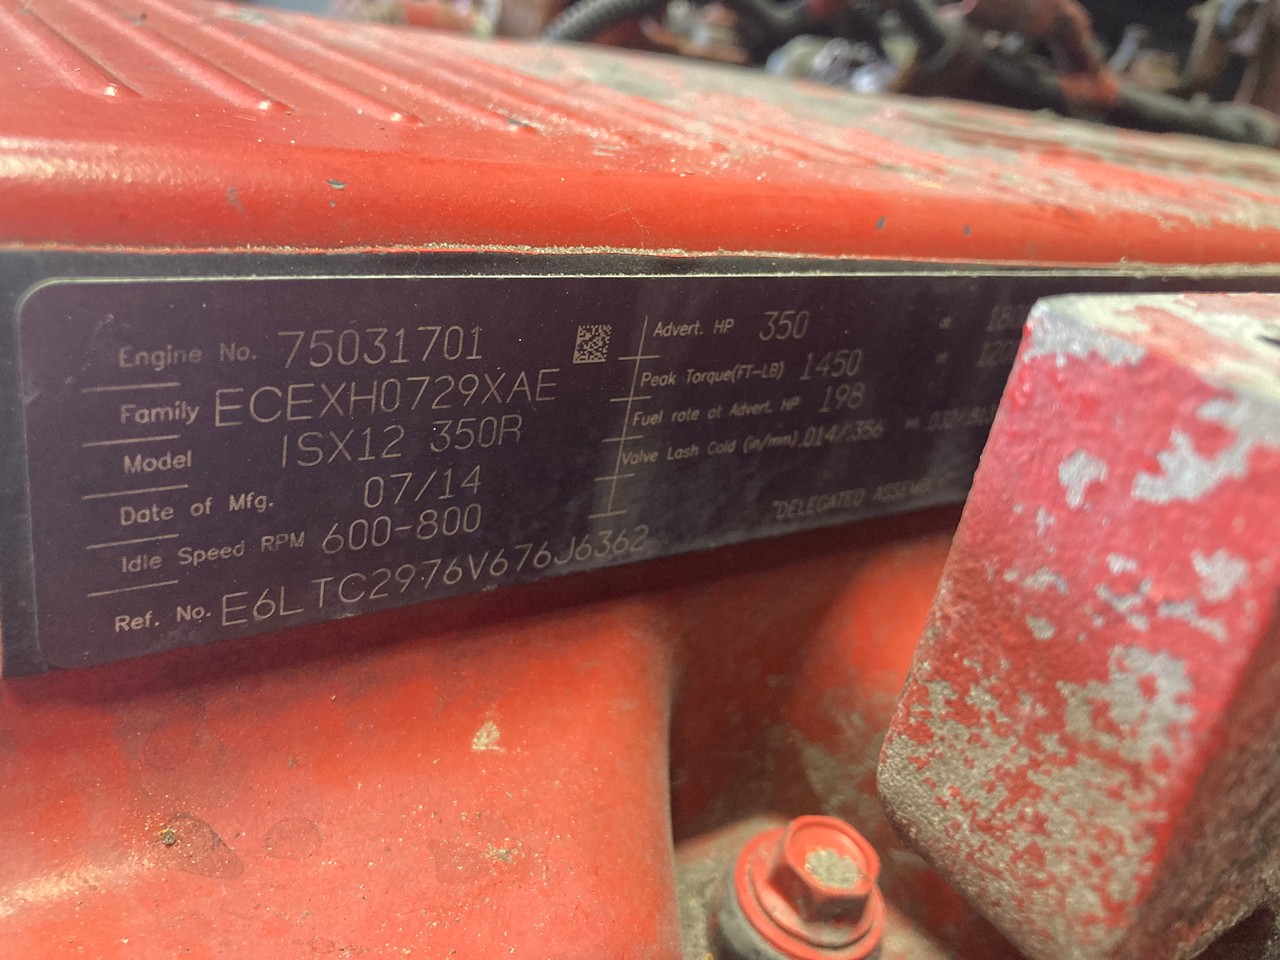 Engine No. 75031701
Family ECEXH0729XAE
Model ISX12 350R
Date of Mfg. 07/14
Idle Speed RPM 600-800
Ref. No. E6LTC2976V676J6362
Advert. HP 350 at
Peak Torque(FT-LB) 1450 at
Fuel rate at Advert. HP 198
Valve Lash Cold (in/mm) .014/.356
"DELEGATED